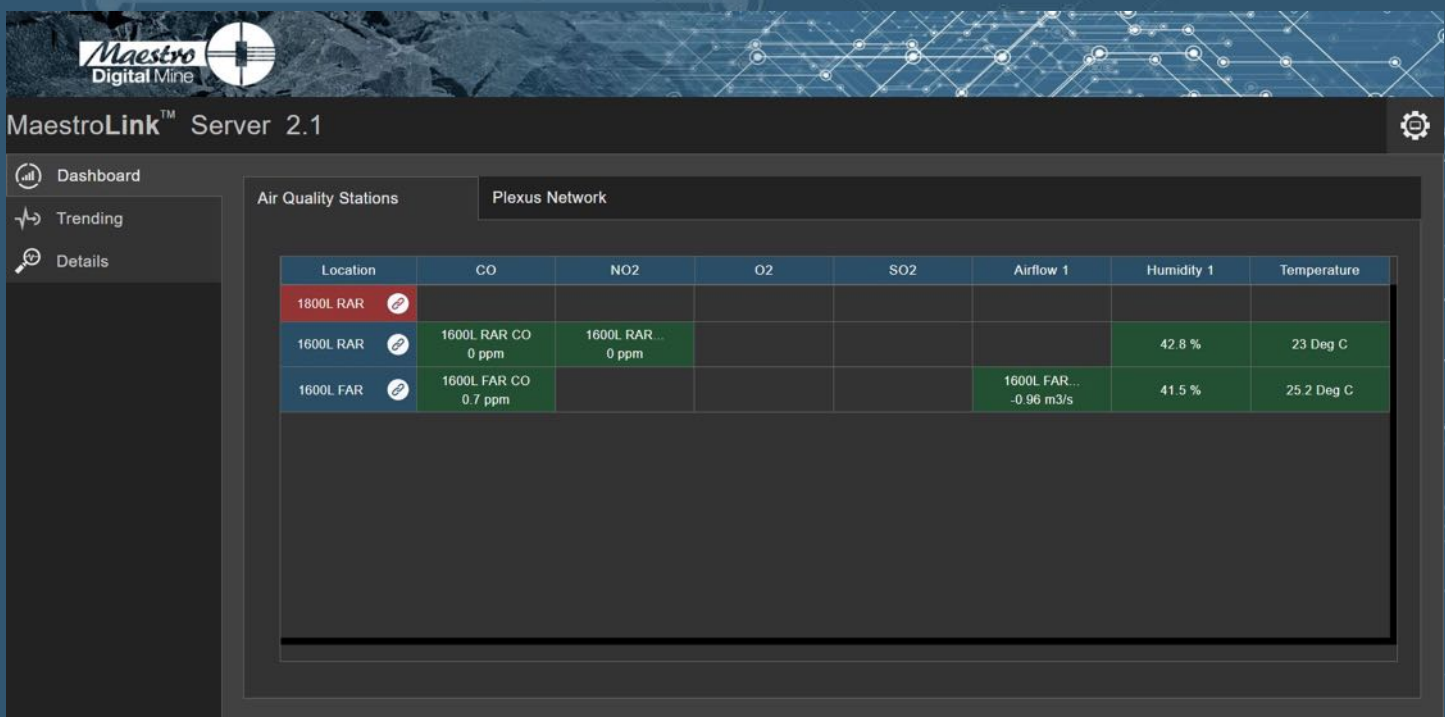 Maestro
Digital Mine
MaestroLink™ Server 2.1
Dashboard
Trending
Details
Air Quality Stations Plexus Network
Location CO NO2 O2 SO2 Airflow 1 Humidity 1 Temperature
1800L RAR
1600L RAR 1600L RAR CO 0 ppm 1600L RAR... 0 ppm 42.8 % 23 Deg C
1600L FAR 1600L FAR CO 0.7 ppm 1600L FAR... -0.96 m3/s 41.5 % 25.2 Deg C